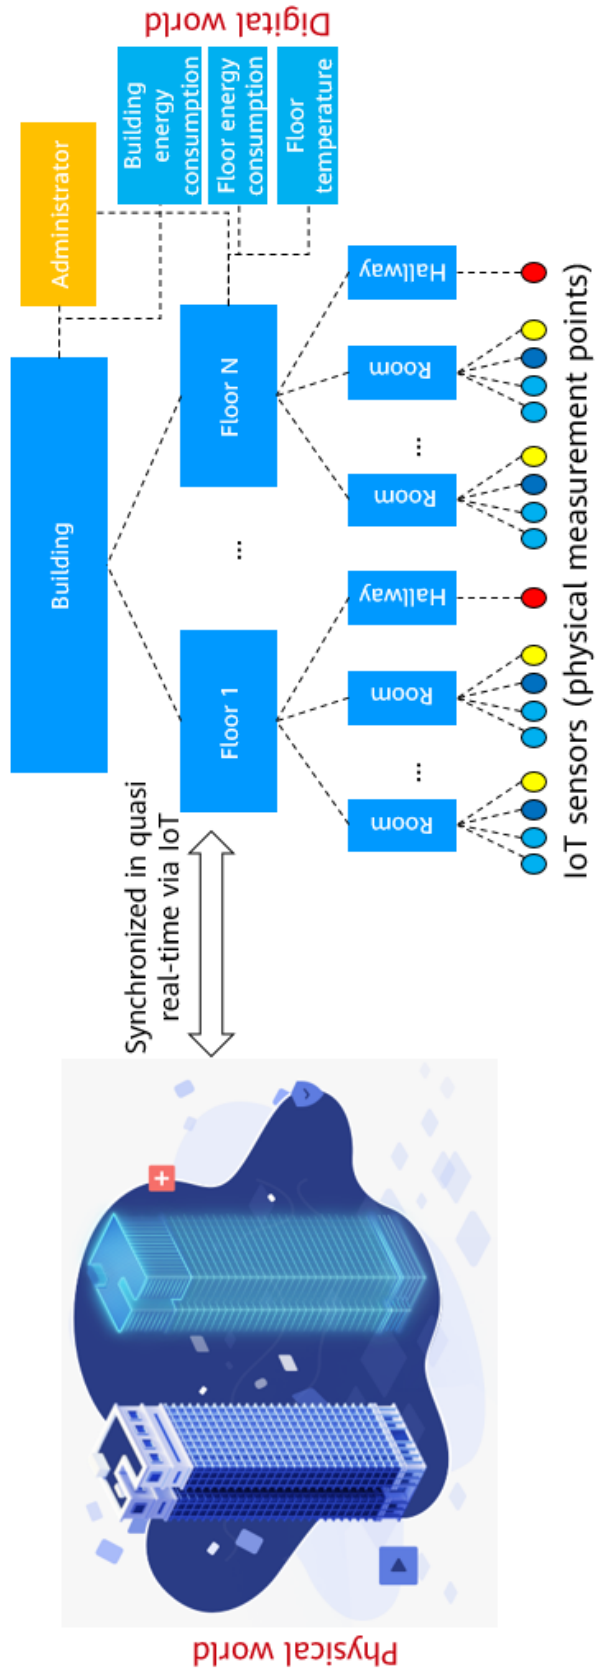 Physical world
Synchronized in quasi
real-time via IoT
Building
Administrator
Digital world
Building
energy
consumption
Floor energy
consumption
Floor
temperature
Floor 1
...
Floor N
Room
...
Room
Hallway
Room
...
Room
Hallway
IoT sensors (physical measurement points)